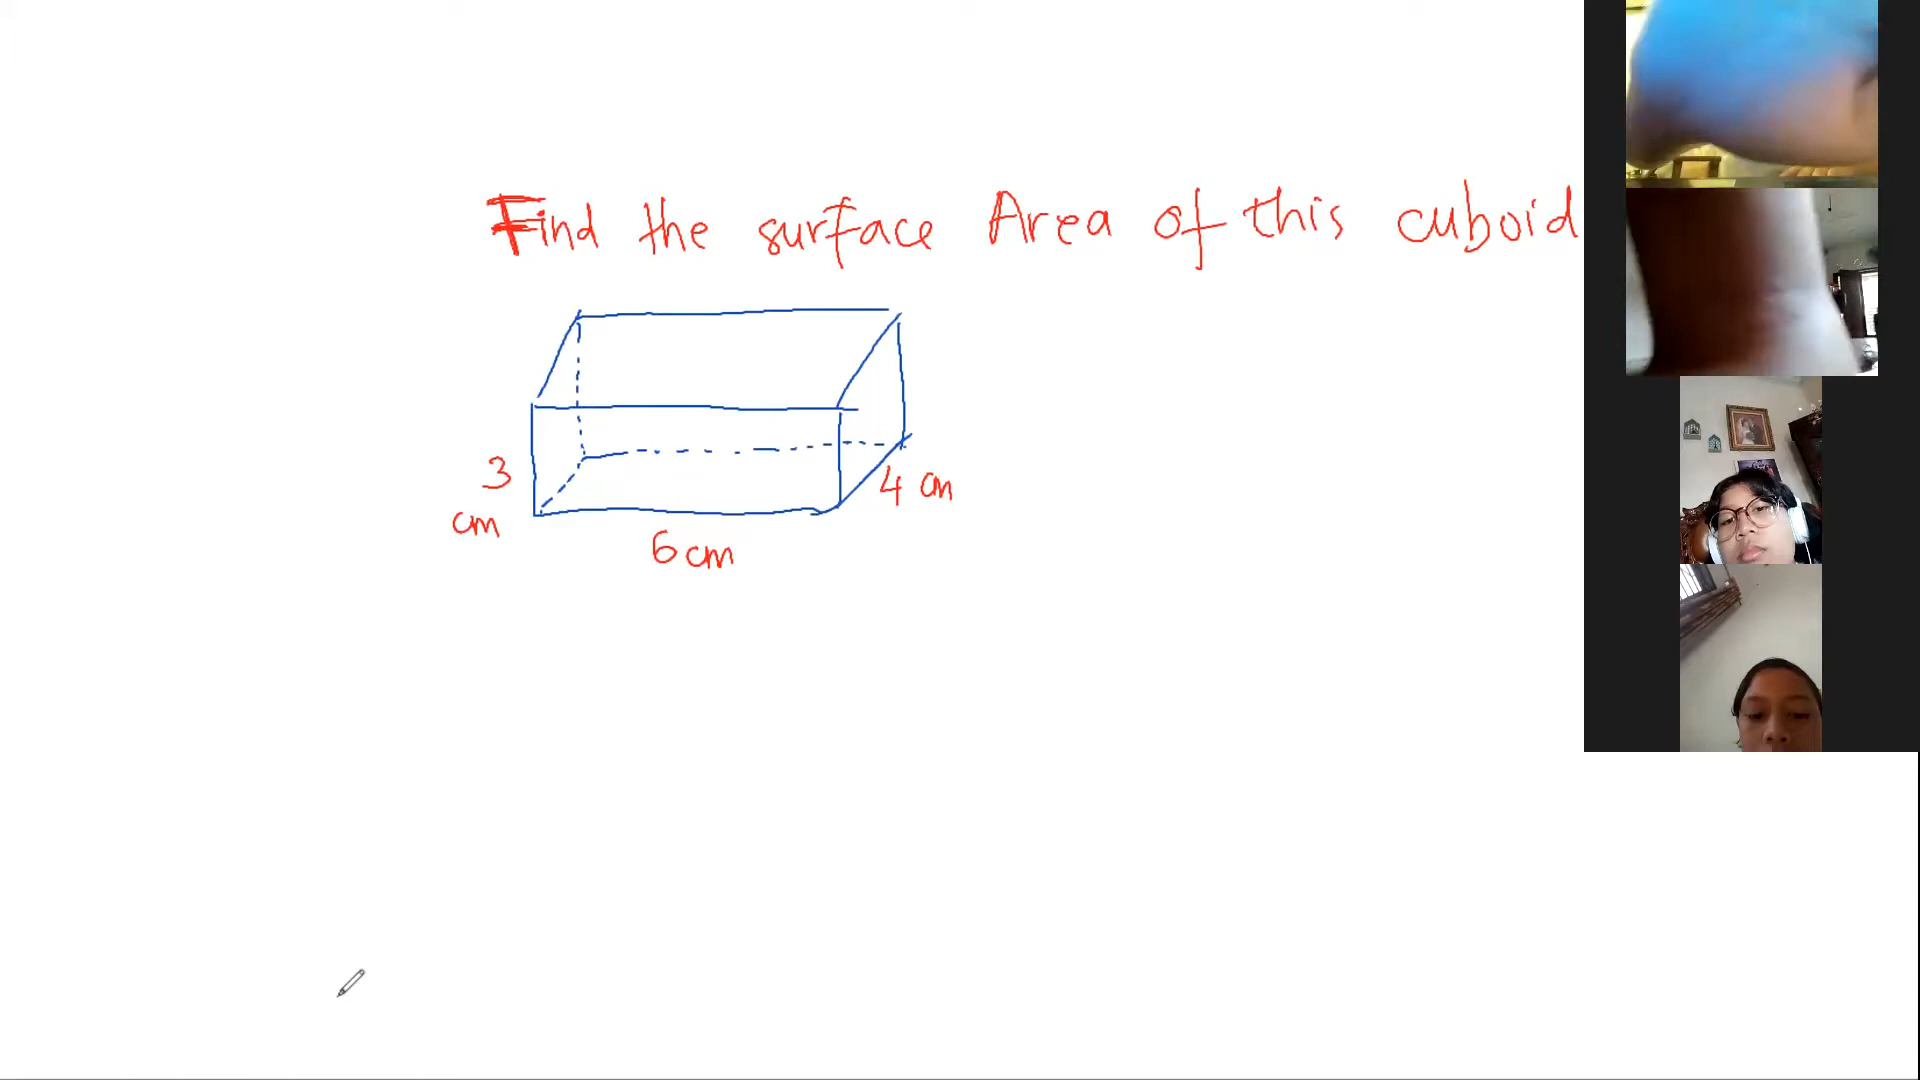 Find the surface Area of this cuboid
3
cm
4 cm
6 cm